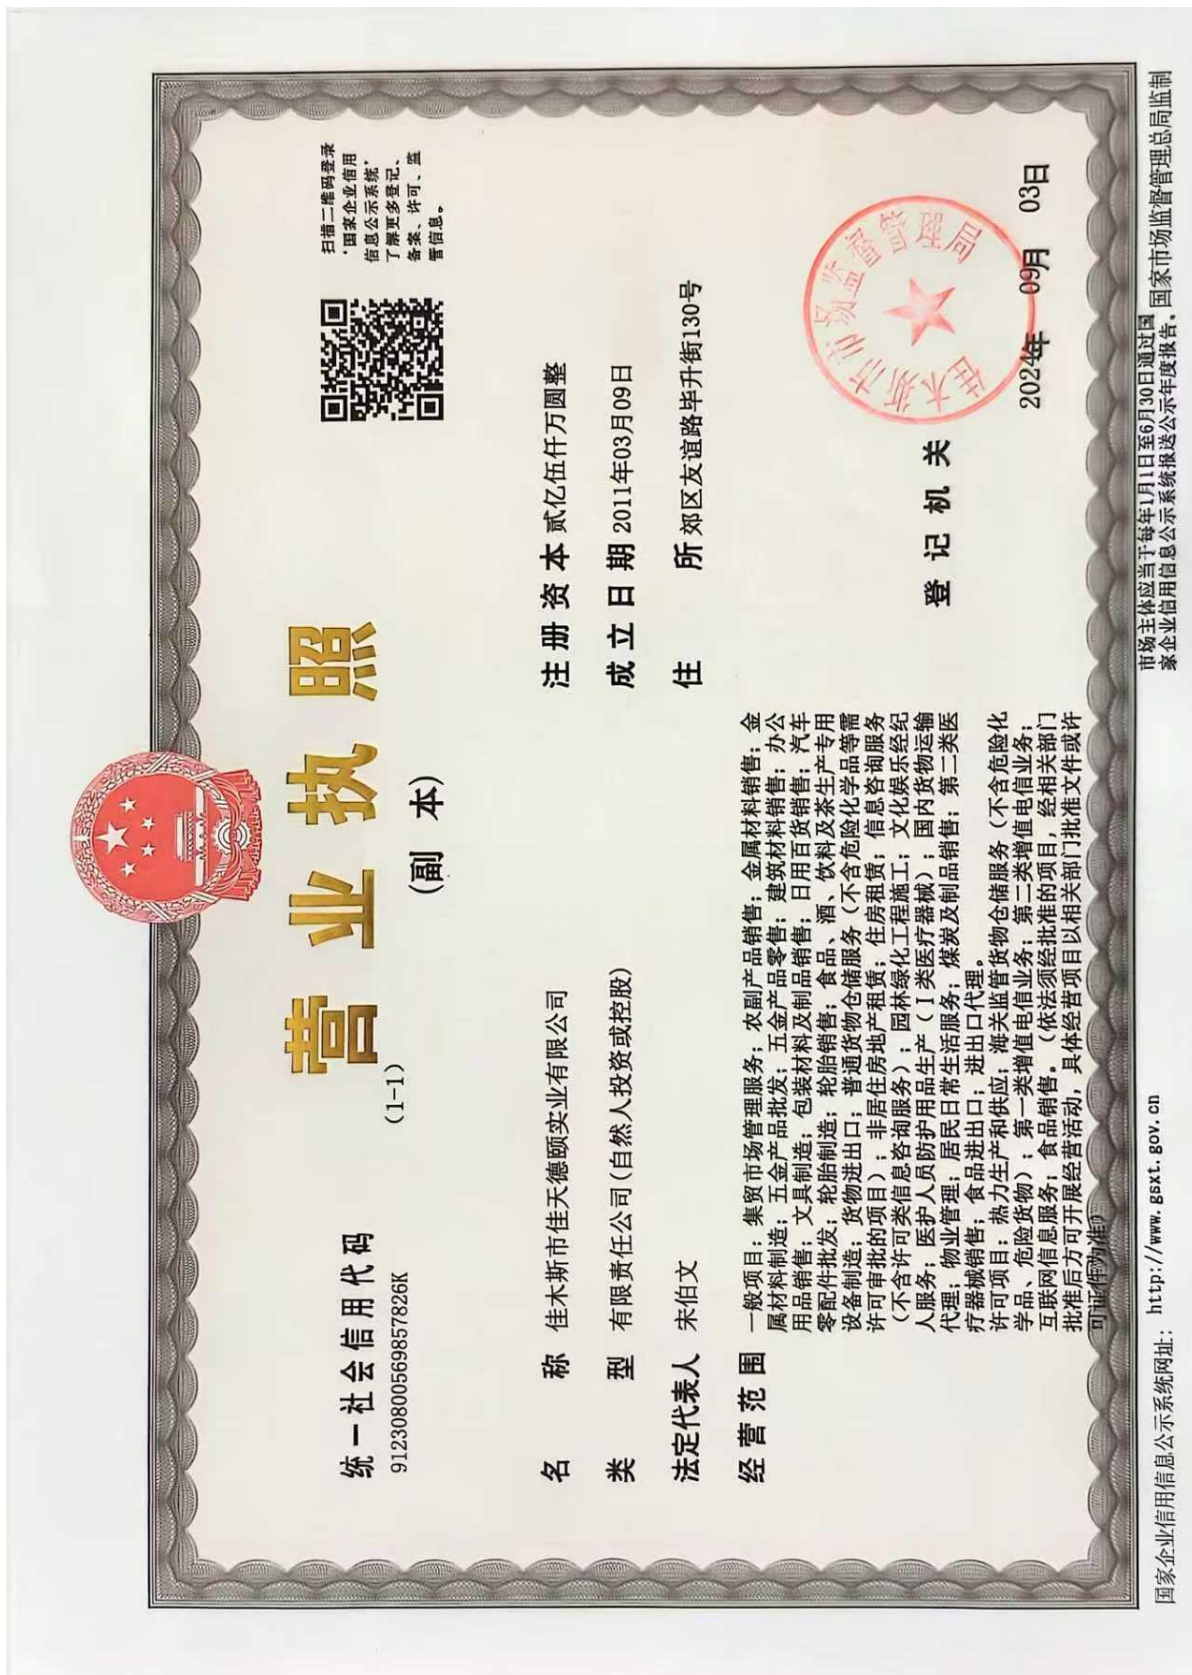 营业执照
(副 本)
(1-1)
统一社会信用代码
91230800569857826K
扫描二维码登录
“国家企业信用
信息公示系统”
了解更多登记、
备案、许可、监
管信息。
名 称 佳木斯市佳天德颐实业有限公司
类 型 有限责任公司(自然人投资或控股)
法定代表人 宋伯文
经营范围
一般项目：集贸市场管理服务；农副产品销售；金属材料销售；金
属材料制造；五金产品批发；五金产品零售；建筑材料销售；办公
用品销售；文具制造；包装材料及制品销售；日用百货销售；汽车
零配件批发；轮胎制造；轮胎销售；食品、酒、饮料及茶生产专用
设备制造；货物进出口；普通货物仓储服务（不含危险化学品等需
许可审批的项目）；非居住房地产租赁；住房租赁；信息咨询服务
（不含许可类信息咨询服务）；园林绿化工程施工；文化娱乐经纪
人服务；医护人员防护用品生产（Ⅰ类医疗器械）；国内货物运输
代理；物业管理；居民日常生活服务；煤炭及制品销售；第二类医
疗器械销售；食品进出口；进出口代理。
许可项目：热力生产和供应；海关监管货物仓储服务（不含危险化
学品、危险货物）；第一类增值电信业务；第二类增值电信业务；
互联网信息服务；食品销售。（依法须经批准的项目，经相关部门
批准后方可开展经营活动，具体经营项目以相关部门批准文件或许
可证件为准）
注册资本 贰亿伍仟万圆整
成立日期 2011年03月09日
住 所 郊区友谊路毕升街130号
登记机关
佳木斯市市场监督管理局
2024年 09月 03日
国家企业信用信息公示系统网址： http://www.gsxt.gov.cn
市场主体应当于每年1月1日至6月30日通过国
家企业信用信息公示系统报送公示年度报告。
国家市场监督管理总局监制